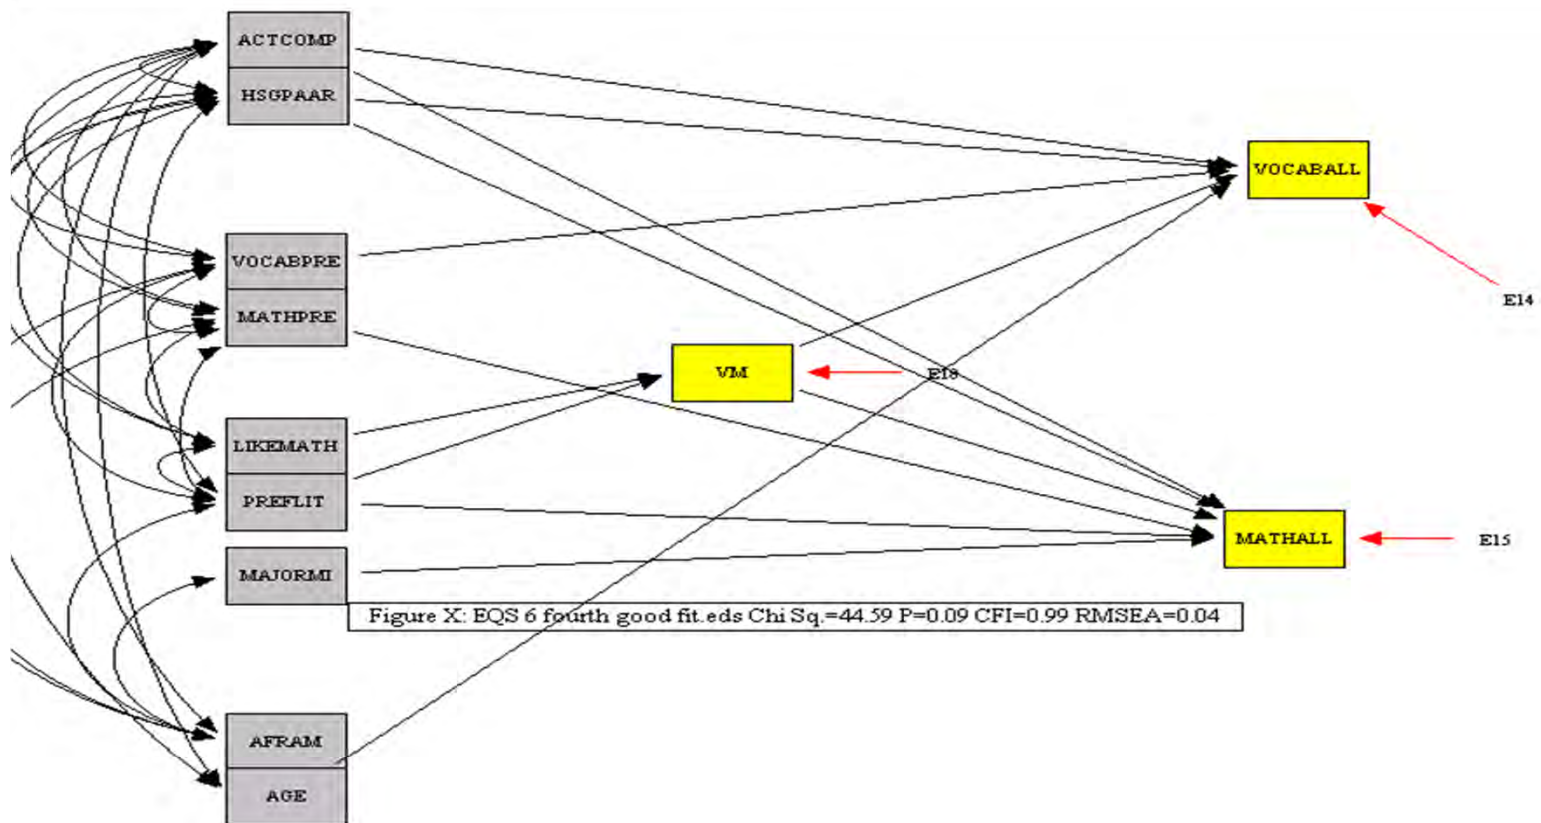 ACTCOMP
HSGPAAR
VOCABALL
VOCABPRE
MATHPRE
E14
VM
LIKEMATH
PREFLIT
MATHALL
E15
MAJORMI
Figure X: EQS 6 fourth good fit.eds Chi Sq.=44.59 P=0.09 CFI=0.99 RMSEA=0.04
AFRAM
AGE